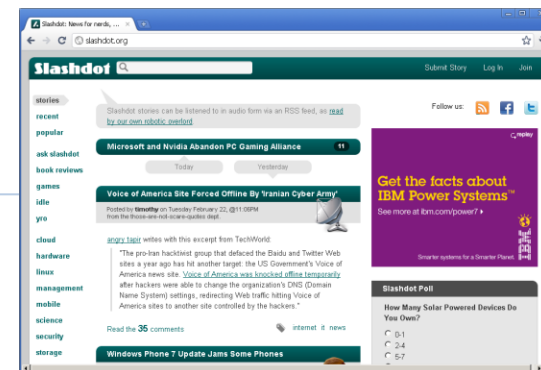 Slashdot: News for nerds, ...
slashdot.org
Slashdot
Submit Story Log In Join
stories
recent
popular
ask slashdot
book reviews
games
idle
yro
cloud
hardware
linux
management
mobile
science
security
storage
Slashdot stories can be listened to in audio form via an RSS feed, as read
by our own robotic overlord.
Microsoft and Nvidia Abandon PC Gaming Alliance 11
Today Yesterday
Voice of America Site Forced Offline By 'Iranian Cyber Army'
Posted by timothy on Tuesday February 22, @11:06PM
from the those-are-not-scare-quotes dept.
angry tapir writes with this excerpt from TechWorld:
"The pro-Iran hacktivist group that defaced the Baidu and Twitter Web
sites a year ago has hit another target: the US Government's Voice of
America news site. Voice of America was knocked offline temporarily
after hackers were able to change the organization's DNS (Domain
Name System) settings, redirecting Web traffic hitting Voice of
America sites to another site controlled by the hackers."
Read the 35 comments
internet it news
Windows Phone 7 Update Jams Some Phones
Follow us:
replay
Get the facts about
IBM Power Systems™
See more at ibm.com/power7
Smarter systems for a Smarter Planet.
IBM
Slashdot Poll
How Many Solar Powered Devices Do
You Own?
0-1
2-4
5-7